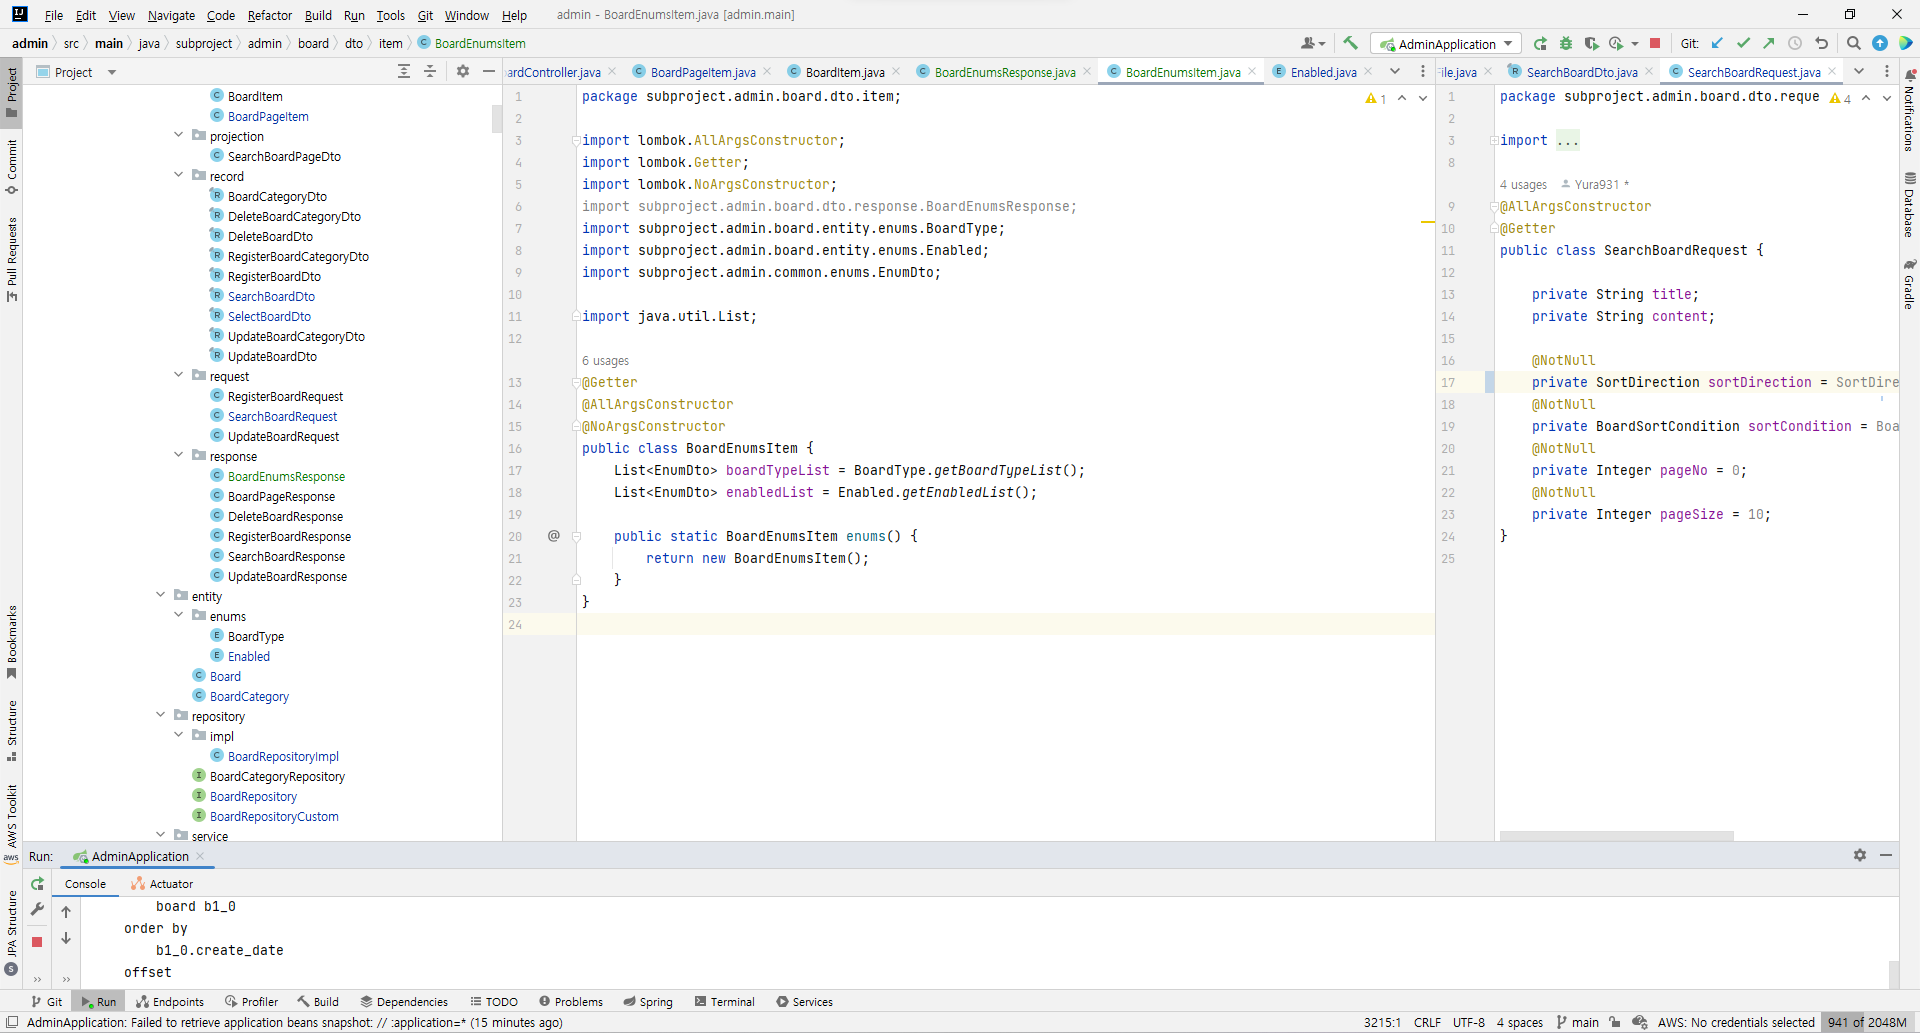 File Edit View Navigate Code Refactor Build Run Tools Git Window Help admin - BoardEnumsItem.java [admin.main]
admin src main java subproject admin board dto item BoardEnumsItem AdminApplication Git:
Project
ardController.java BoardPageItem.java BoardItem.java BoardEnumsResponse.java BoardEnumsItem.java Enabled.java
ile.java SearchBoardDto.java SearchBoardRequest.java
Project
Commit
Pull Requests
Bookmarks
Structure
AWS Toolkit
aws
JPA Structure
BoardItem
BoardPageItem
projection
SearchBoardPageDto
record
BoardCategoryDto
DeleteBoardCategoryDto
DeleteBoardDto
RegisterBoardCategoryDto
RegisterBoardDto
SearchBoardDto
SelectBoardDto
UpdateBoardCategoryDto
UpdateBoardDto
request
RegisterBoardRequest
SearchBoardRequest
UpdateBoardRequest
response
BoardEnumsResponse
BoardPageResponse
DeleteBoardResponse
RegisterBoardResponse
SearchBoardResponse
UpdateBoardResponse
entity
enums
BoardType
Enabled
Board
BoardCategory
repository
impl
BoardRepositoryImpl
BoardCategoryRepository
BoardRepository
BoardRepositoryCustom
service
1 package subproject.admin.board.dto.item; 1
2
3 import lombok.AllArgsConstructor;
4 import lombok.Getter;
5 import lombok.NoArgsConstructor;
6 import subproject.admin.board.dto.response.BoardEnumsResponse;
7 import subproject.admin.board.entity.enums.BoardType;
8 import subproject.admin.board.entity.enums.Enabled;
9 import subproject.admin.common.enums.EnumDto;
10
11 import java.util.List;
12
6 usages
13 @Getter
14 @AllArgsConstructor
15 @NoArgsConstructor
16 public class BoardEnumsItem {
17 List<EnumDto> boardTypeList = BoardType.getBoardTypeList();
18 List<EnumDto> enabledList = Enabled.getEnabledList();
19
20 @ public static BoardEnumsItem enums() {
21 return new BoardEnumsItem();
22 }
23 }
24
1 package subproject.admin.board.dto.reque 4
2
3 import ...
8
4 usages Yura931 *
9 @AllArgsConstructor
10 @Getter
11 public class SearchBoardRequest {
12
13 private String title;
14 private String content;
15
16 @NotNull
17 private SortDirection sortDirection = SortDire
18 @NotNull
19 private BoardSortCondition sortCondition = Boa
20 @NotNull
21 private Integer pageNo = 0;
22 @NotNull
23 private Integer pageSize = 10;
24 }
25
Notifications
Database
Gradle
Run: AdminApplication
Console Actuator
board b1_0
order by
b1_0.create_date
offset
Git Run Endpoints Profiler Build Dependencies TODO Problems Spring Terminal Services
AdminApplication: Failed to retrieve application beans snapshot: // :application=* (15 minutes ago) 3215:1 CRLF UTF-8 4 spaces main AWS: No credentials selected 941 of 2048M